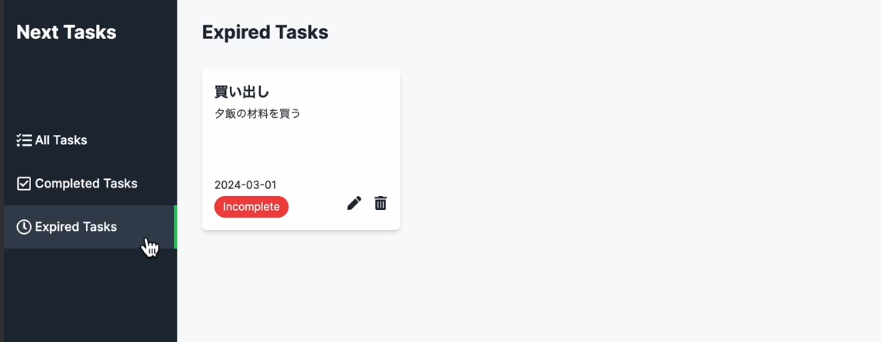 Next Tasks
All Tasks
Completed Tasks
Expired Tasks
Expired Tasks
買い出し
夕飯の材料を買う
2024-03-01
Incomplete